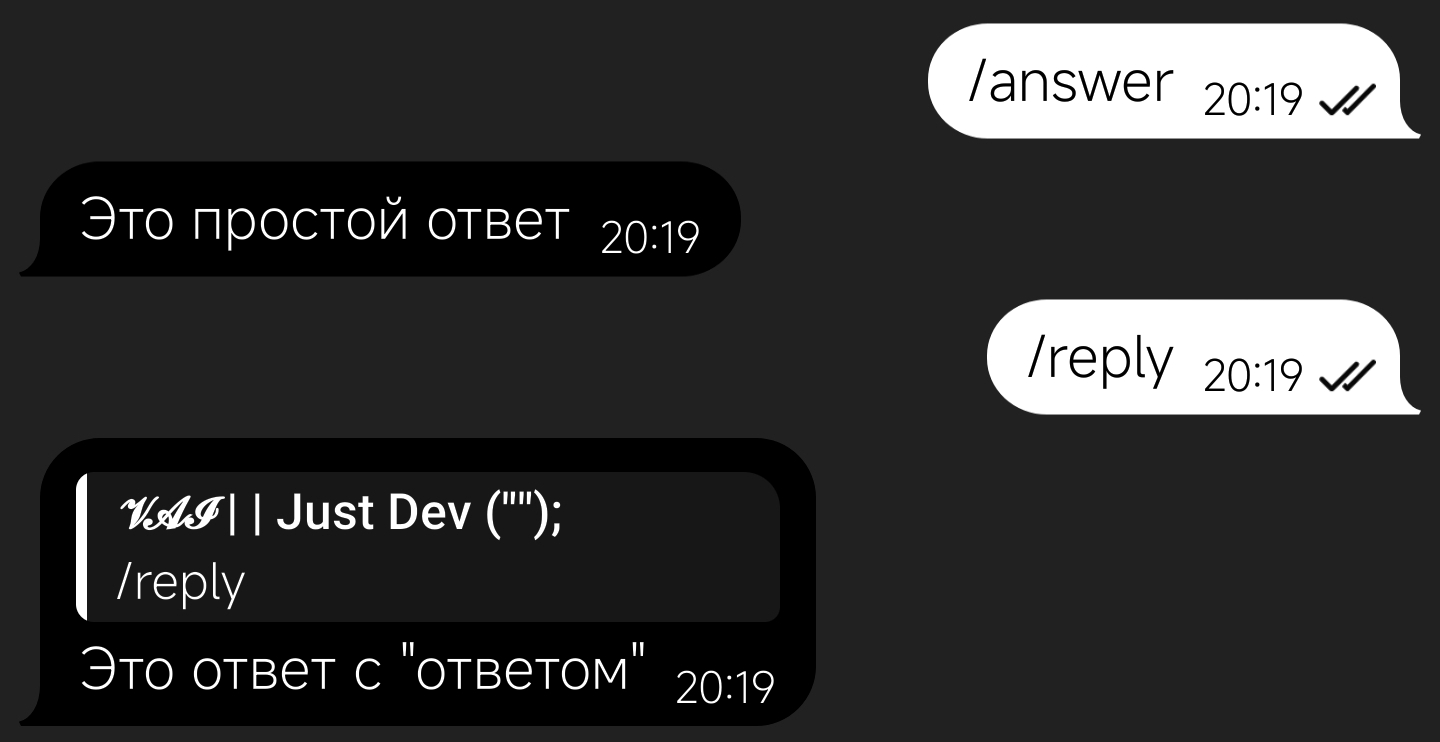 /answer 20:19
Это простой ответ 20:19
/reply 20:19
𝓥𝓐𝓘 | | Just Dev ("");
/reply
Это ответ с "ответом" 20:19